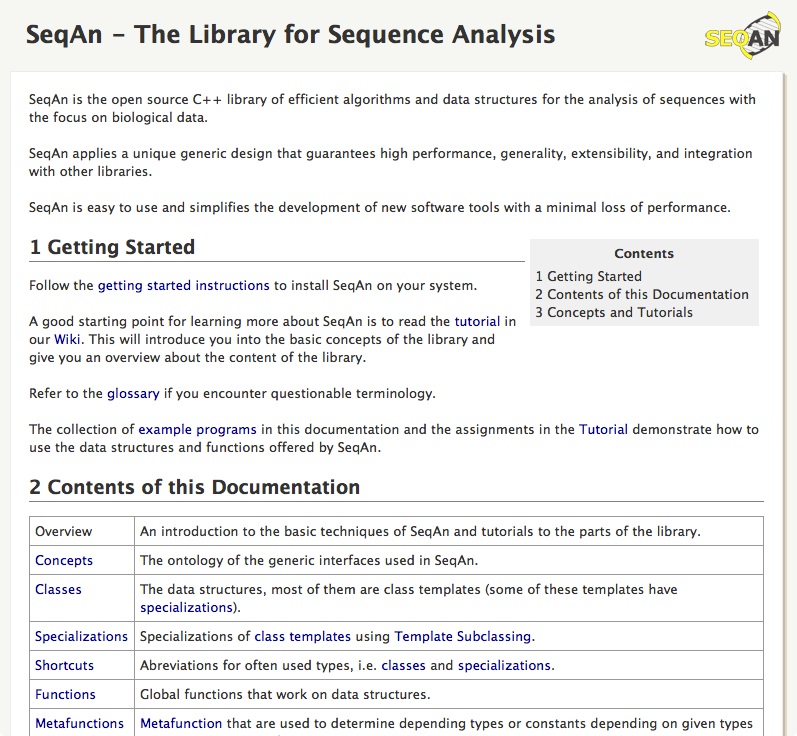 SeqAn – The Library for Sequence Analysis
SEQAN
SeqAn is the open source C++ library of efficient algorithms and data structures for the analysis of sequences with
the focus on biological data.
SeqAn applies a unique generic design that guarantees high performance, generality, extensibility, and integration
with other libraries.
SeqAn is easy to use and simplifies the development of new software tools with a minimal loss of performance.
1 Getting Started
Follow the getting started instructions to install SeqAn on your system.
A good starting point for learning more about SeqAn is to read the tutorial in
our Wiki. This will introduce you into the basic concepts of the library and
give you an overview about the content of the library.
Refer to the glossary if you encounter questionable terminology.
Contents
1 Getting Started
2 Contents of this Documentation
3 Concepts and Tutorials
The collection of example programs in this documentation and the assignments in the Tutorial demonstrate how to
use the data structures and functions offered by SeqAn.
2 Contents of this Documentation
Overview An introduction to the basic techniques of SeqAn and tutorials to the parts of the library.
Concepts The ontology of the generic interfaces used in SeqAn.
Classes The data structures, most of them are class templates (some of these templates have
specializations).
Specializations Specializations of class templates using Template Subclassing.
Shortcuts Abreviations for often used types, i.e. classes and specializations.
Functions Global functions that work on data structures.
Metafunctions Metafunction that are used to determine depending types or constants depending on given types